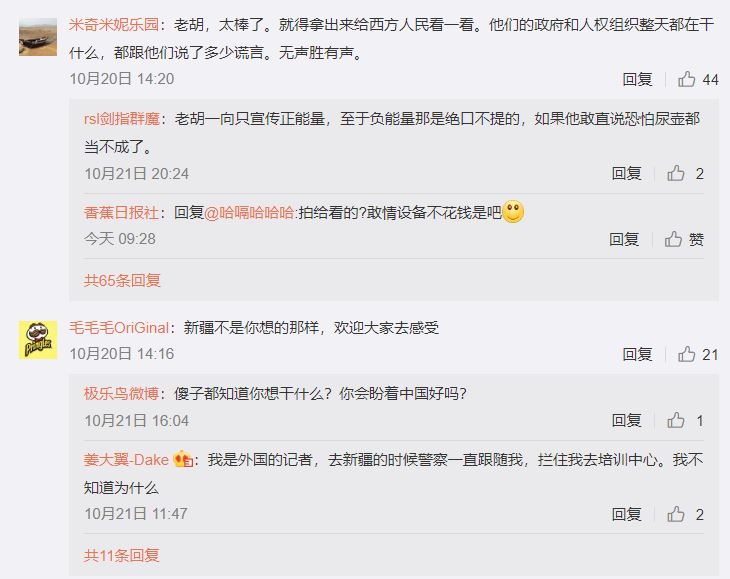 米奇米妮乐园：老胡，太棒了。就得拿出来给西方人民看一看。他们的政府和人权组织整天都在干
什么，都跟他们说了多少谎言。无声胜有声。
10月20日 14:20
回复 44
rsl剑指群魔：老胡一向只宣传正能量，至于负能量那是绝口不提的，如果他敢直说恐怕尿壶都
当不成了。
10月21日 20:24
回复 2
香蕉日报社：回复@哈嗝哈哈哈:拍给看的?敢情设备不花钱是吧
今天 09:28
回复 赞
共65条回复
Pringles
毛毛毛OriGinal：新疆不是你想的那样，欢迎大家去感受
10月20日 14:16
回复 21
极乐鸟微博：傻子都知道你想干什么？你会盼着中国好吗？
10月21日 16:04
回复 1
姜大翼-Dake：我是外国的记者，去新疆的时候警察一直跟随我，拦住我去培训中心。我不
知道为什么
10月21日 11:47
回复 2
共11条回复